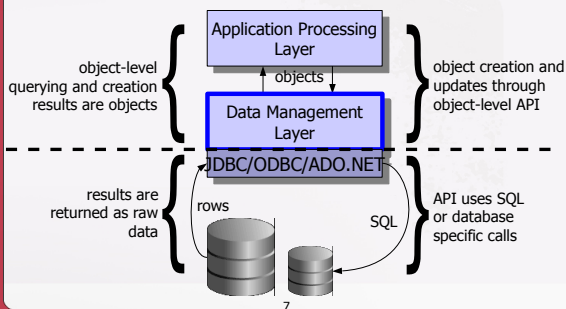 Application Processing
Layer
object-level
querying and creation
results are objects
objects
object creation and
updates through
object-level API
Data Management
Layer
JDBC/ODBC/ADO.NET
results are
returned as raw
data
rows
SQL
API uses SQL
or database
specific calls
7